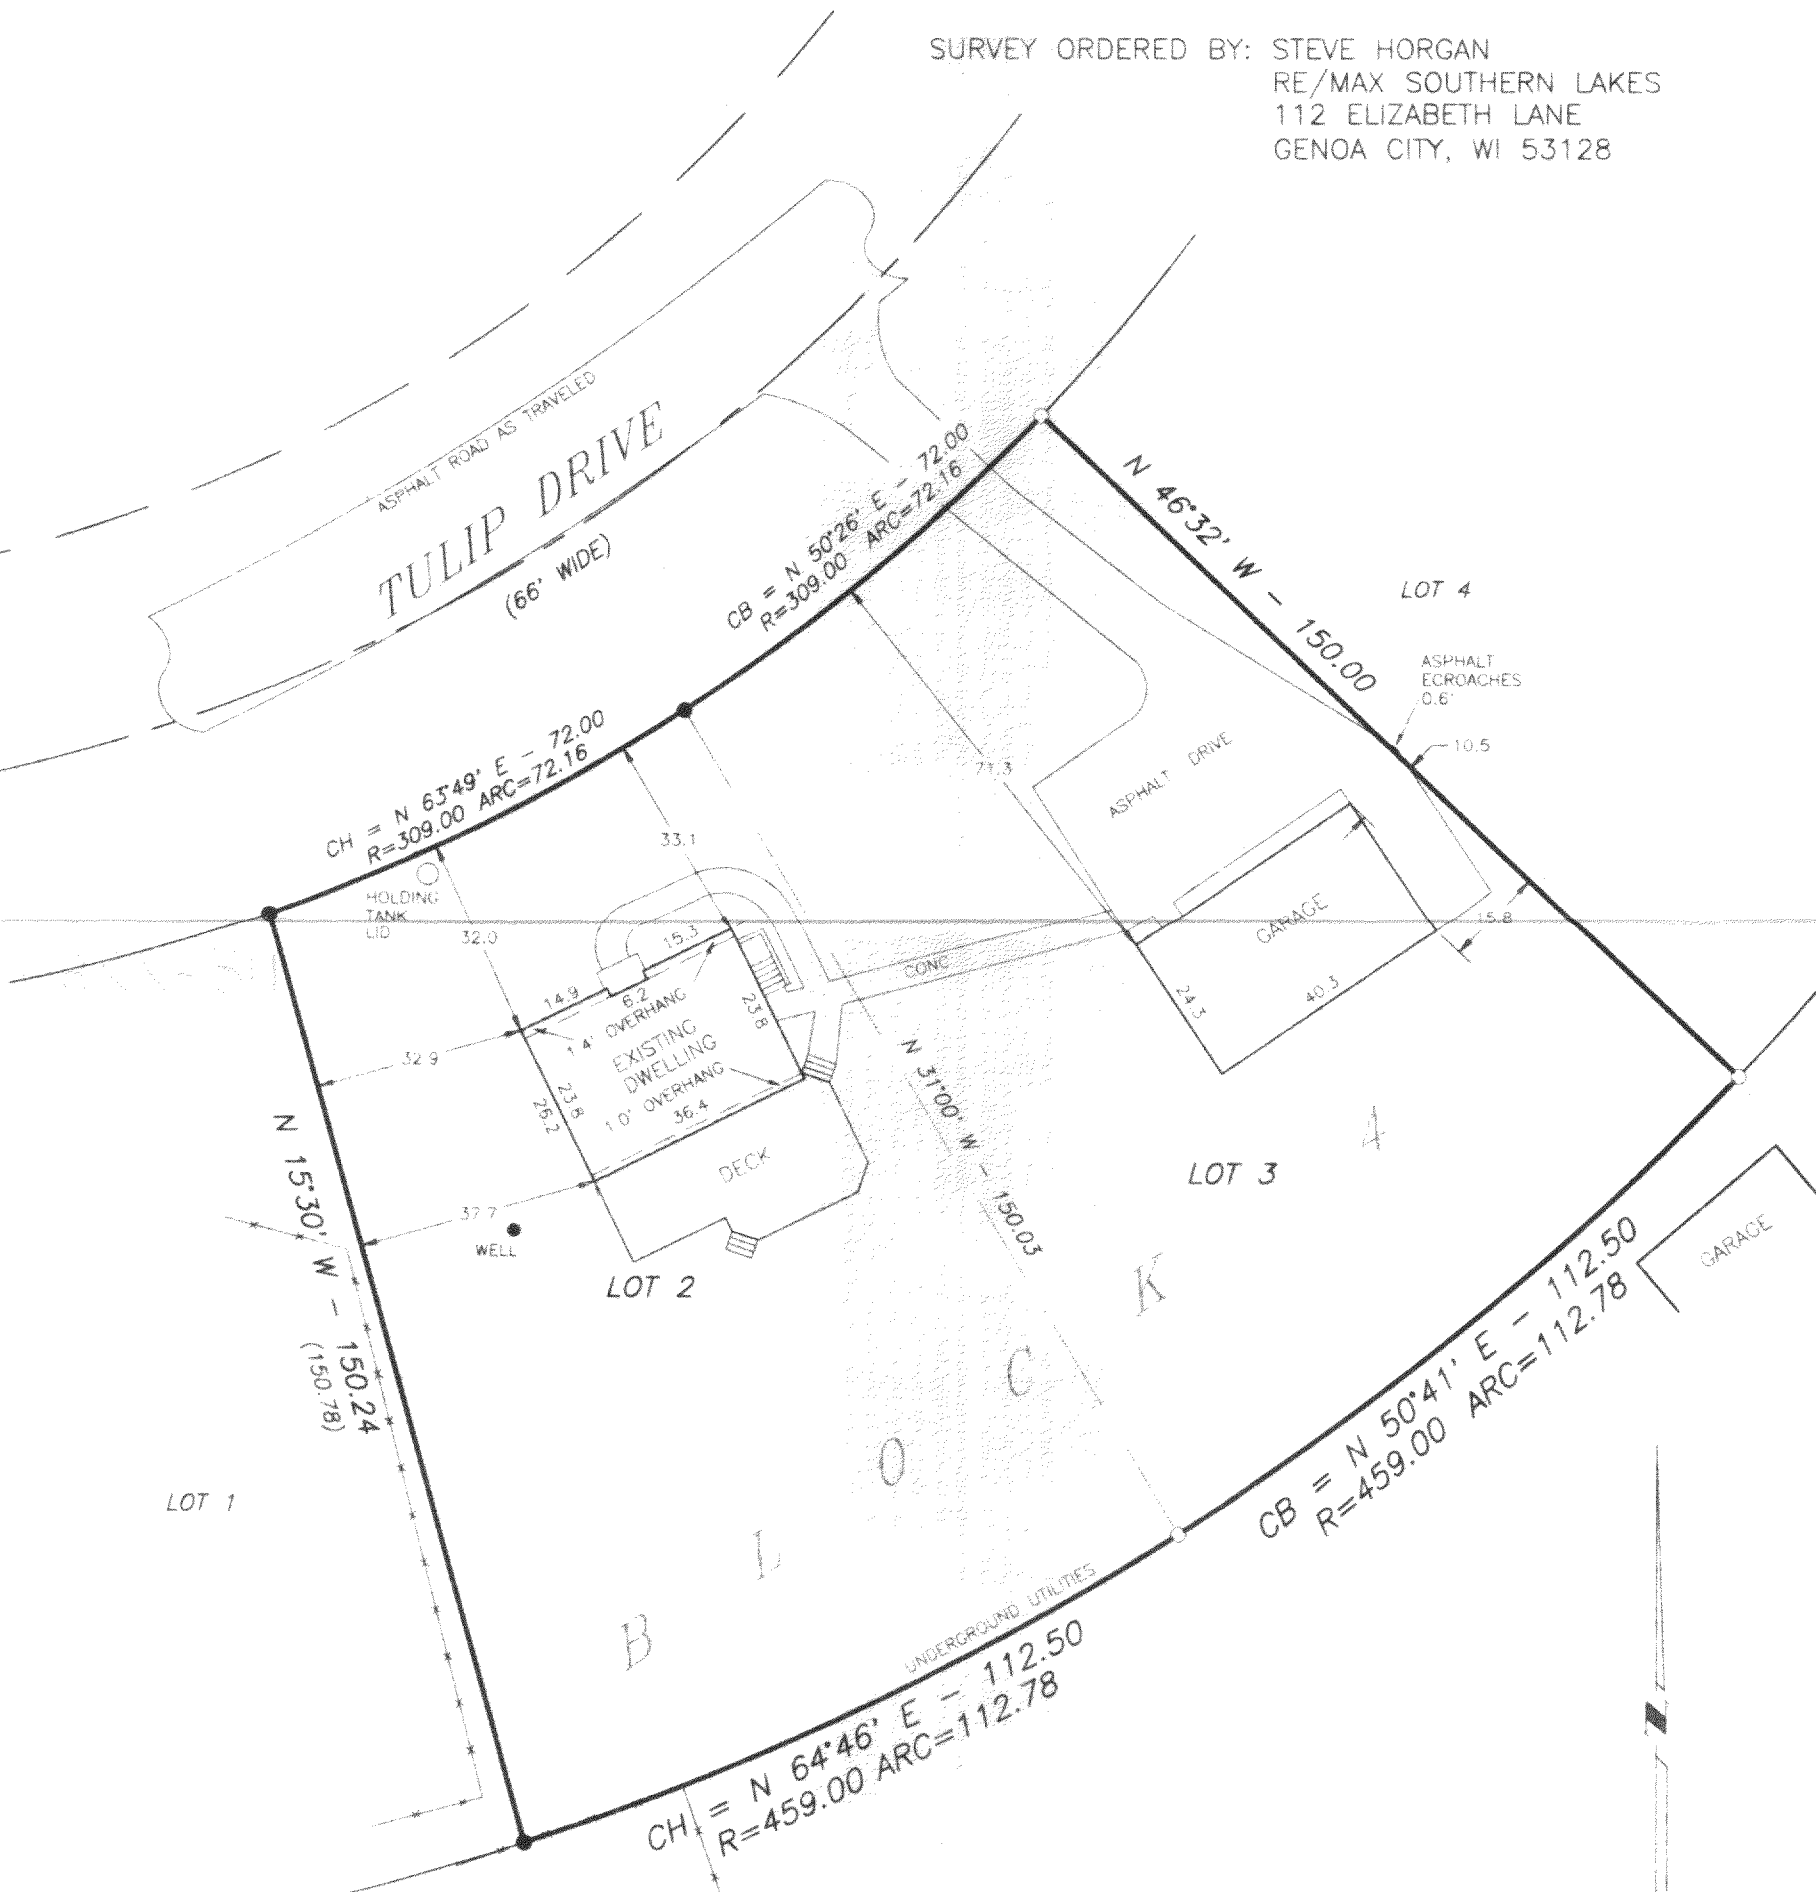 SURVEY ORDERED BY: STEVE HORGAN
RE/MAX SOUTHERN LAKES
112 ELIZABETH LANE
GENOA CITY, WI 53128
ASPHALT ROAD AS TRAVELED
TULIP DRIVE
(66' WIDE)
CB = N 50°26' E - 72.00
R=309.00 ARC=72.16
N 46°32' W - 150.00
LOT 4
ASPHALT
ECROACHES
0.6'
10.5
CH = N 63°49' E - 72.00
R=309.00 ARC=72.16
HOLDING
TANK
LID
32.0
33.1
71.3
ASPHALT DRIVE
GARAGE
15.8
24.3
40.3
CONC
15.3
14.9
6.2
1.4' OVERHANG
EXISTING
DWELLING
1.0' OVERHANG
36.4
23.8
23.8
26.2
32.9
37.7
DECK
WELL
LOT 2
N 31°00' W - 150.03
LOT 3
N 15°30' W - 150.24
(150.78)
LOT 1
BLOCK 4
GARAGE
UNDERGROUND UTILITIES
CB = N 50°41' E - 112.50
R=459.00 ARC=112.78
CH = N 64°46' E - 112.50
R=459.00 ARC=112.78
N